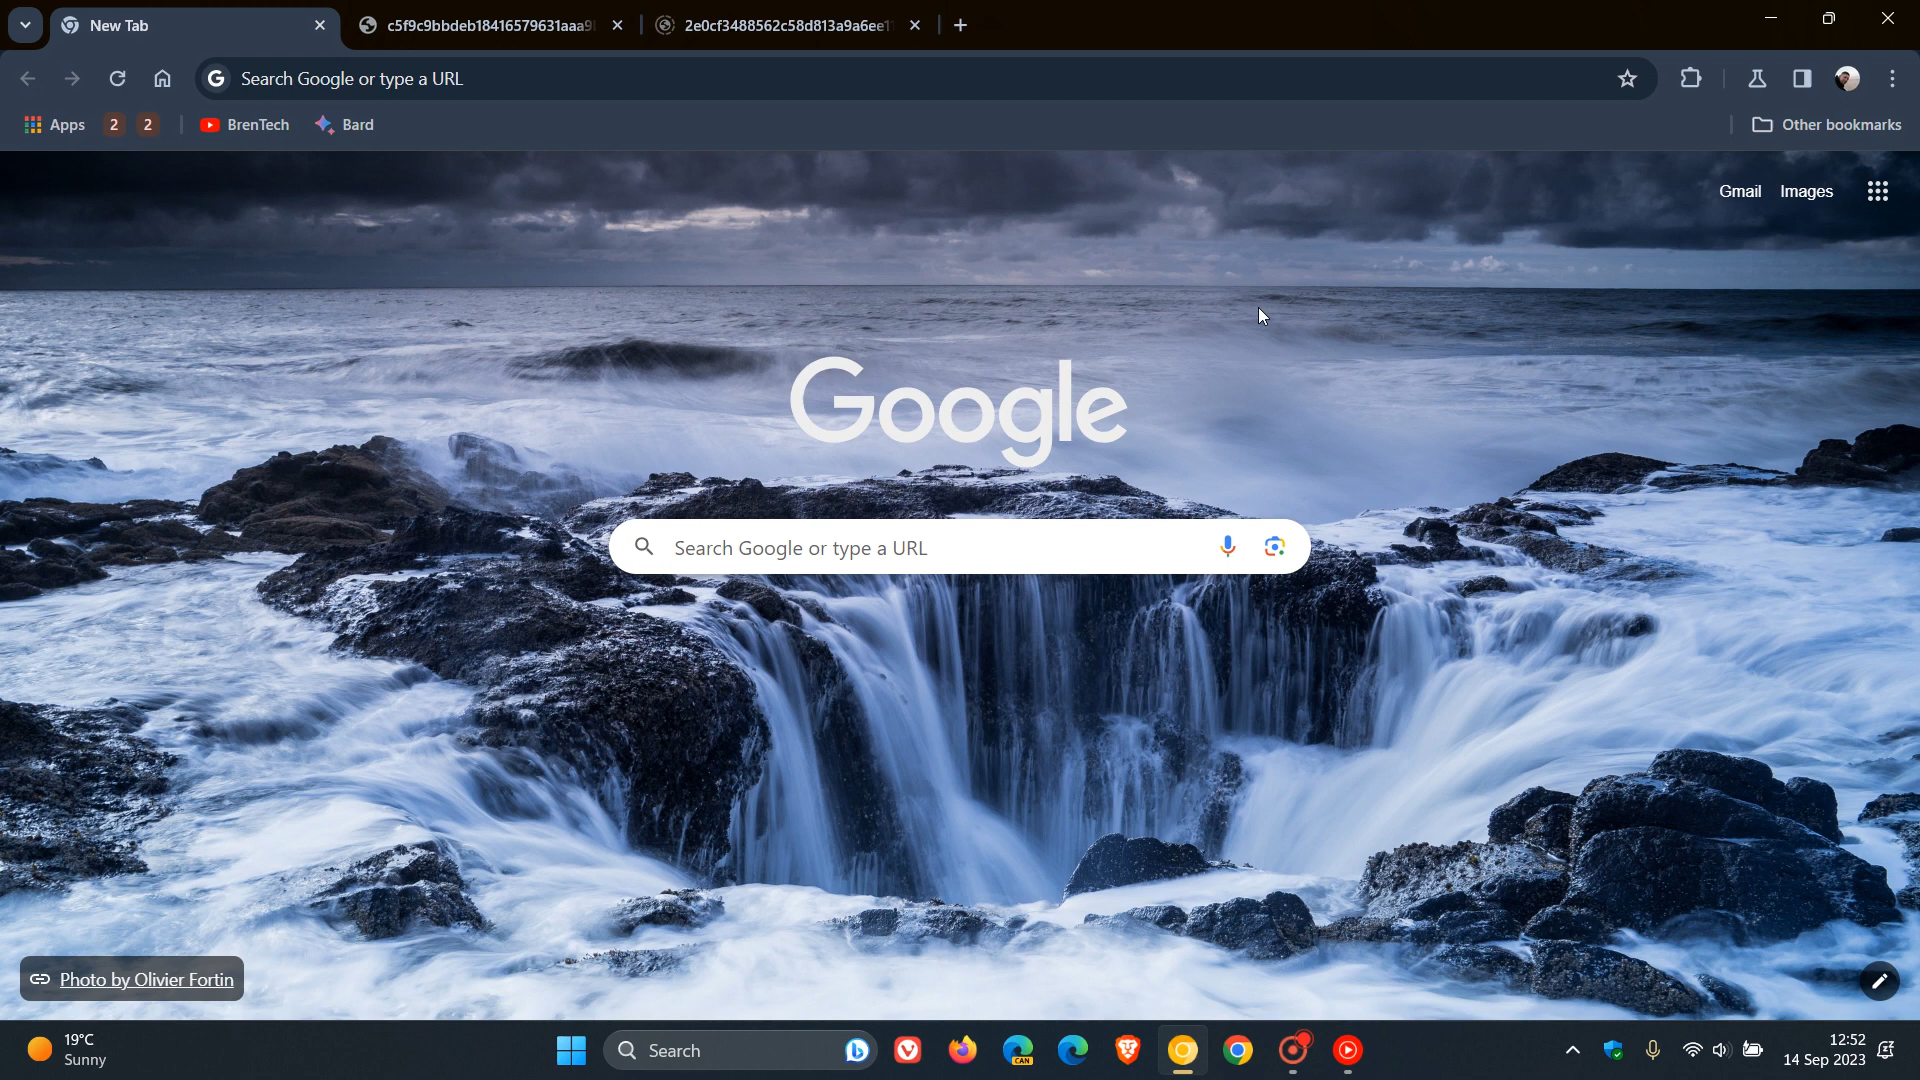 New Tab
c5f9c9bbdeb18416579631aaa9
2e0cf3488562c58d813a9a6ee1
Search Google or type a URL
Apps
2
2
BrenTech
Bard
Other bookmarks
Gmail
Images
Google
Search Google or type a URL
Photo by Olivier Fortin
19°C
Sunny
Search
CAN
12:52
14 Sep 2023